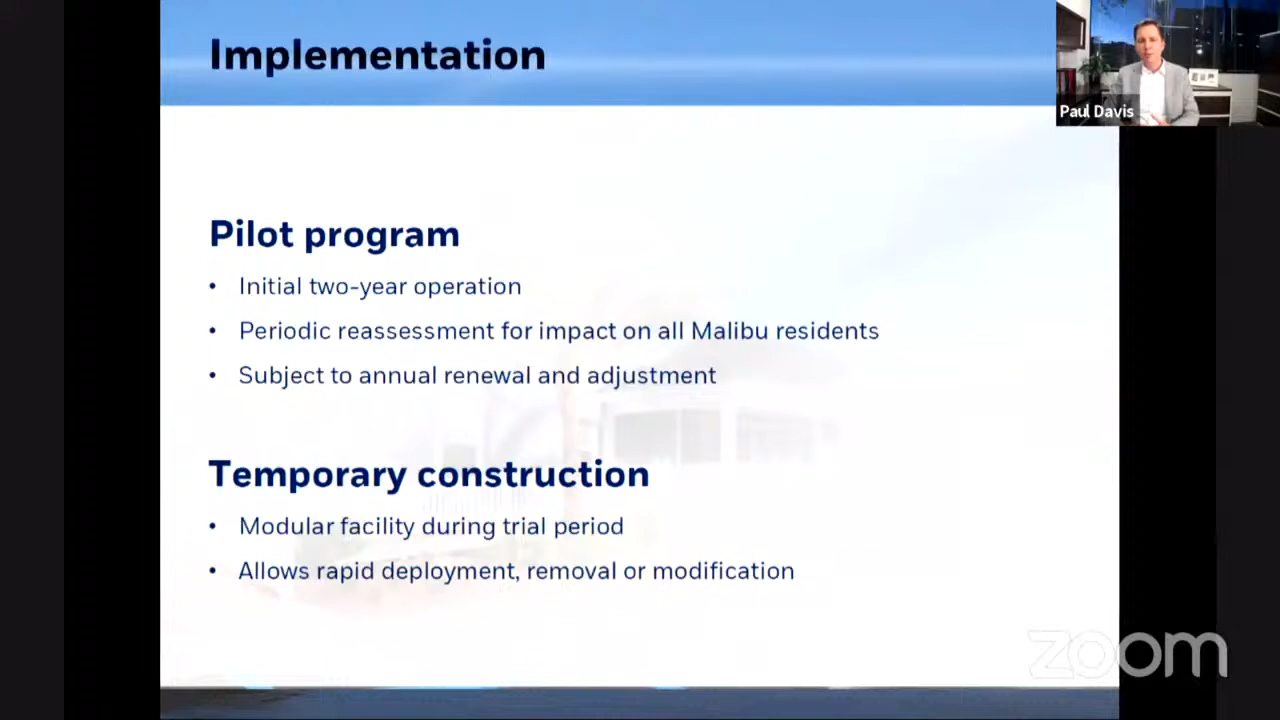 Implementation
Paul Davis
Pilot program
• Initial two-year operation
• Periodic reassessment for impact on all Malibu residents
• Subject to annual renewal and adjustment
Temporary construction
• Modular facility during trial period
• Allows rapid deployment, removal or modification
zoom